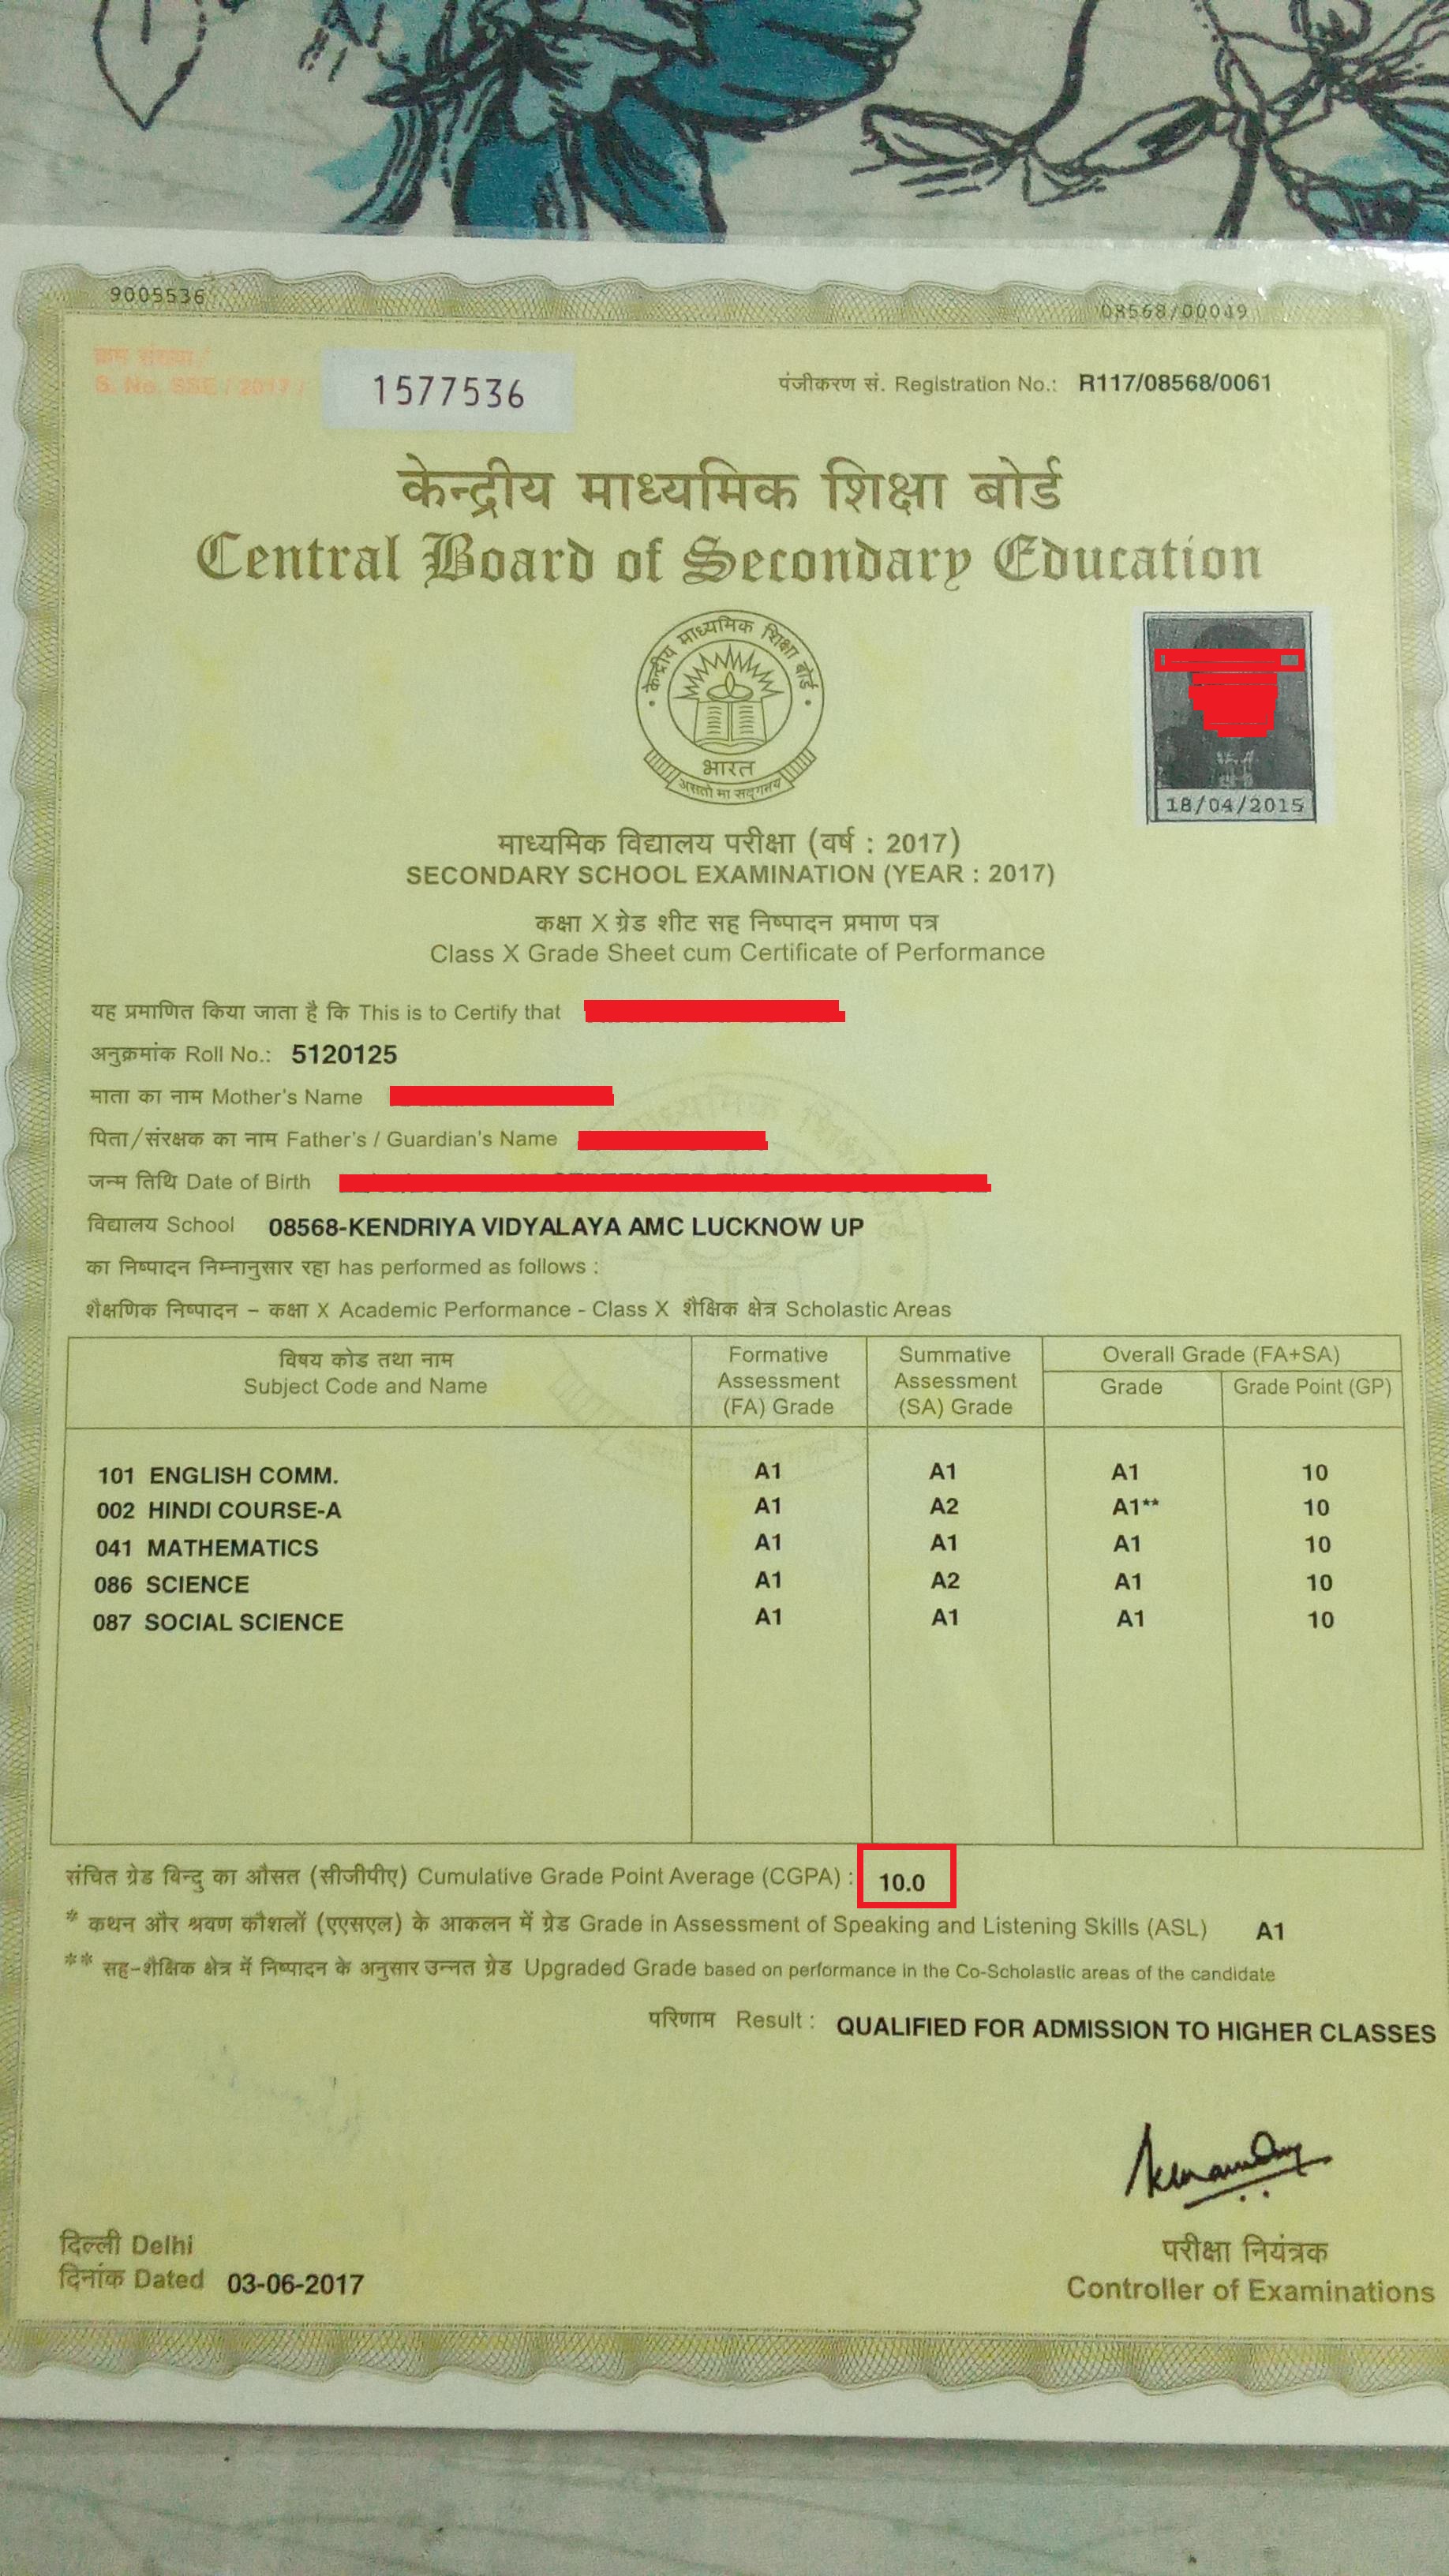 9005536
08568/00049
क्रम संख्या /
S. No. SSE / 2017 /
1577536
पंजीकरण सं. Registration No.: R117/08568/0061
केन्द्रीय माध्यमिक शिक्षा बोर्ड
Central Board of Secondary Education
केन्द्रीय माध्यमिक शिक्षा बोर्ड
भारत
असतो मा सद्गमय
18/04/2015
माध्यमिक विद्यालय परीक्षा (वर्ष : 2017)
SECONDARY SCHOOL EXAMINATION (YEAR : 2017)
कक्षा X ग्रेड शीट सह निष्पादन प्रमाण पत्र
Class X Grade Sheet cum Certificate of Performance
यह प्रमाणित किया जाता है कि This is to Certify that
अनुक्रमांक Roll No.: 5120125
माता का नाम Mother's Name
पिता/संरक्षक का नाम Father's / Guardian's Name
जन्म तिथि Date of Birth
विद्यालय School 08568-KENDRIYA VIDYALAYA AMC LUCKNOW UP
का निष्पादन निम्नानुसार रहा has performed as follows :
शैक्षणिक निष्पादन – कक्षा X Academic Performance - Class X शैक्षिक क्षेत्र Scholastic Areas
विषय कोड तथा नाम
Subject Code and Name
Formative
Assessment
(FA) Grade
Summative
Assessment
(SA) Grade
Overall Grade (FA+SA)
Grade
Grade Point (GP)
101 ENGLISH COMM. A1 A1 A1 10
002 HINDI COURSE-A A1 A2 A1** 10
041 MATHEMATICS A1 A1 A1 10
086 SCIENCE A1 A2 A1 10
087 SOCIAL SCIENCE A1 A1 A1 10
संचित ग्रेड बिन्दु का औसत (सीजीपीए) Cumulative Grade Point Average (CGPA) : 10.0
* कथन और श्रवण कौशलों (एएसएल) के आकलन में ग्रेड Grade in Assessment of Speaking and Listening Skills (ASL) A1
** सह-शैक्षिक क्षेत्र में निष्पादन के अनुसार उन्नत ग्रेड Upgraded Grade based on performance in the Co-Scholastic areas of the candidate
परिणाम Result : QUALIFIED FOR ADMISSION TO HIGHER CLASSES
दिल्ली Delhi
दिनांक Dated 03-06-2017
परीक्षा नियंत्रक
Controller of Examinations